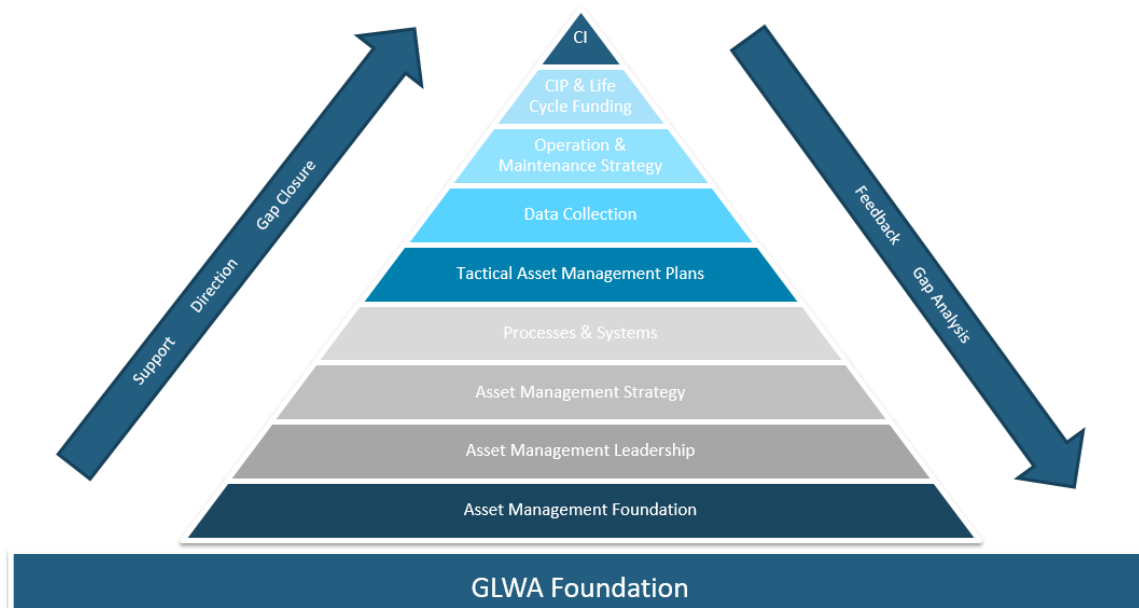 CI
CIP & Life
Cycle Funding
Operation &
Maintenance Strategy
Data Collection
Tactical Asset Management Plans
Processes & Systems
Asset Management Strategy
Asset Management Leadership
Asset Management Foundation
GLWA Foundation
Support Direction Gap Closure
Feedback Gap Analysis